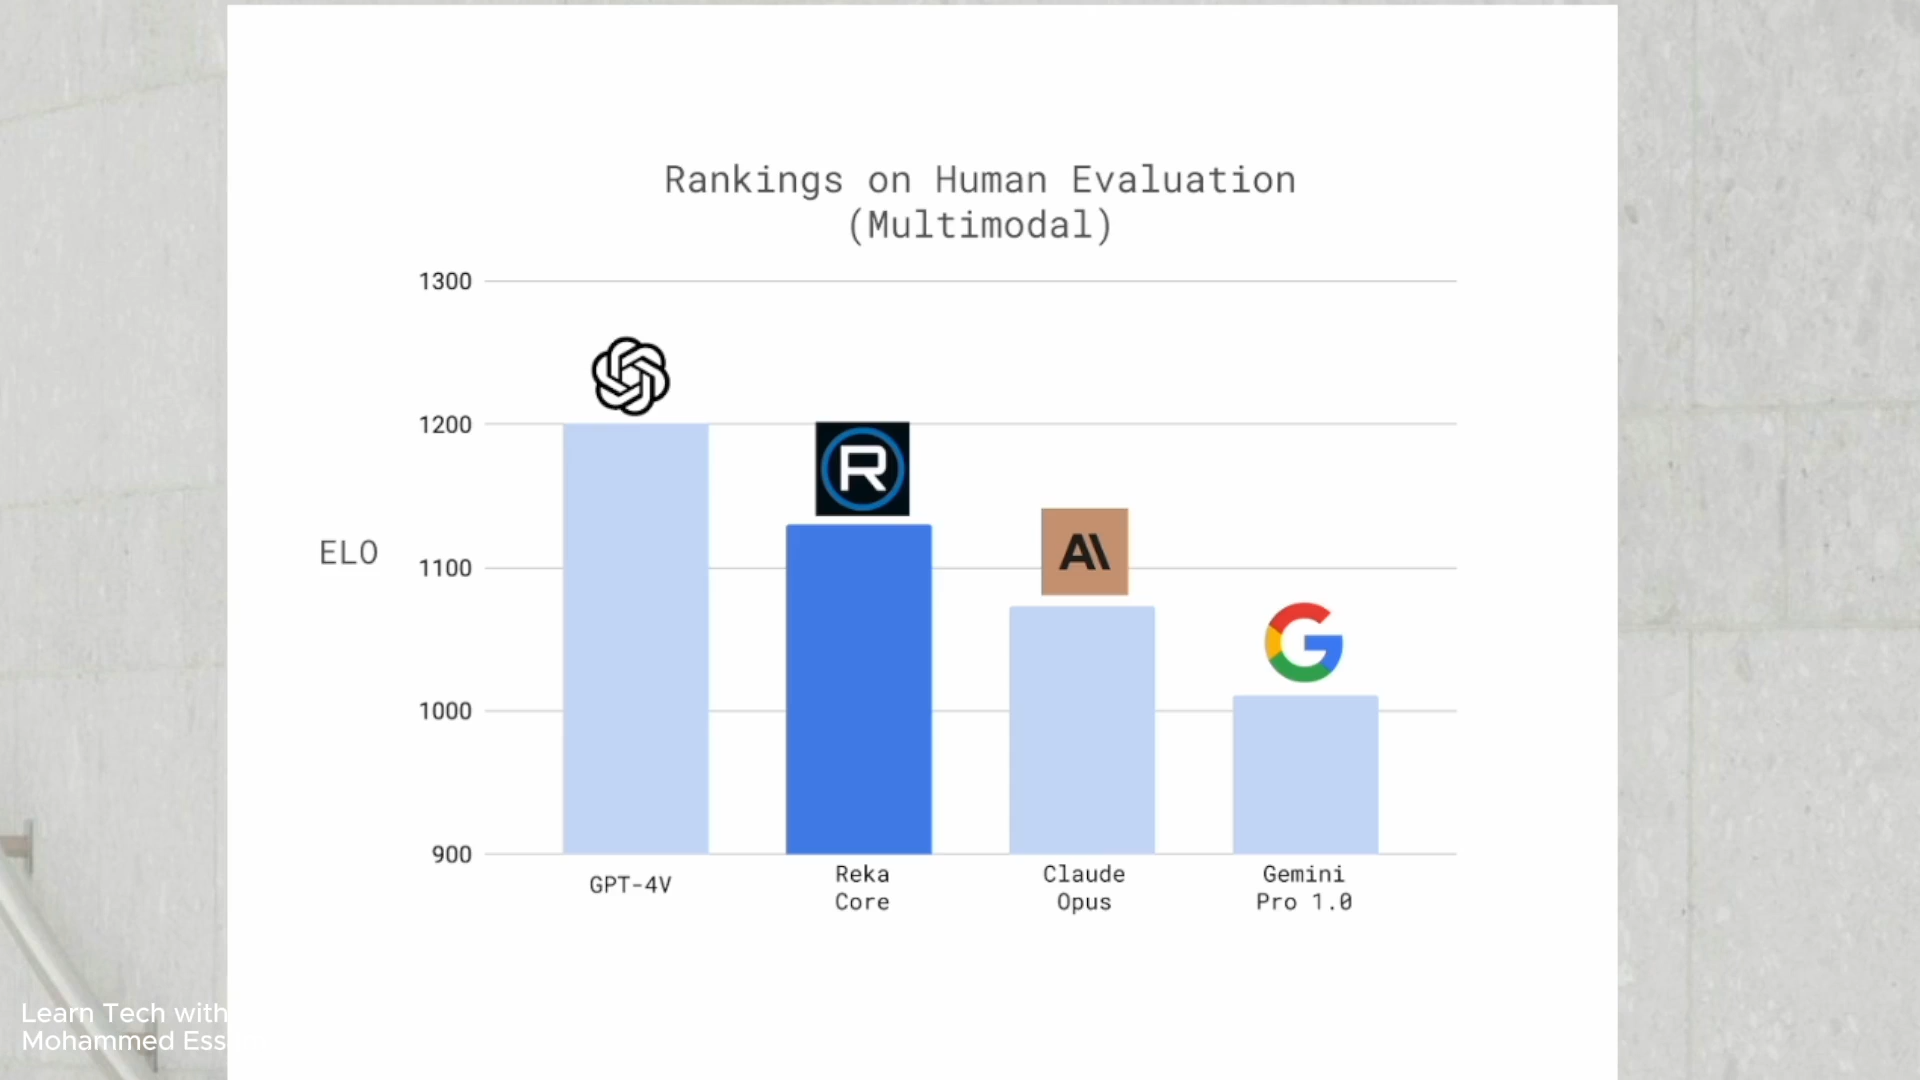 Rankings on Human Evaluation
(Multimodal)
1300
1200
1100
1000
900
ELO
R
A\
G
GPT-4V
Reka
Core
Claude
Opus
Gemini
Pro 1.0
Learn Tech with
Mohammed Ess